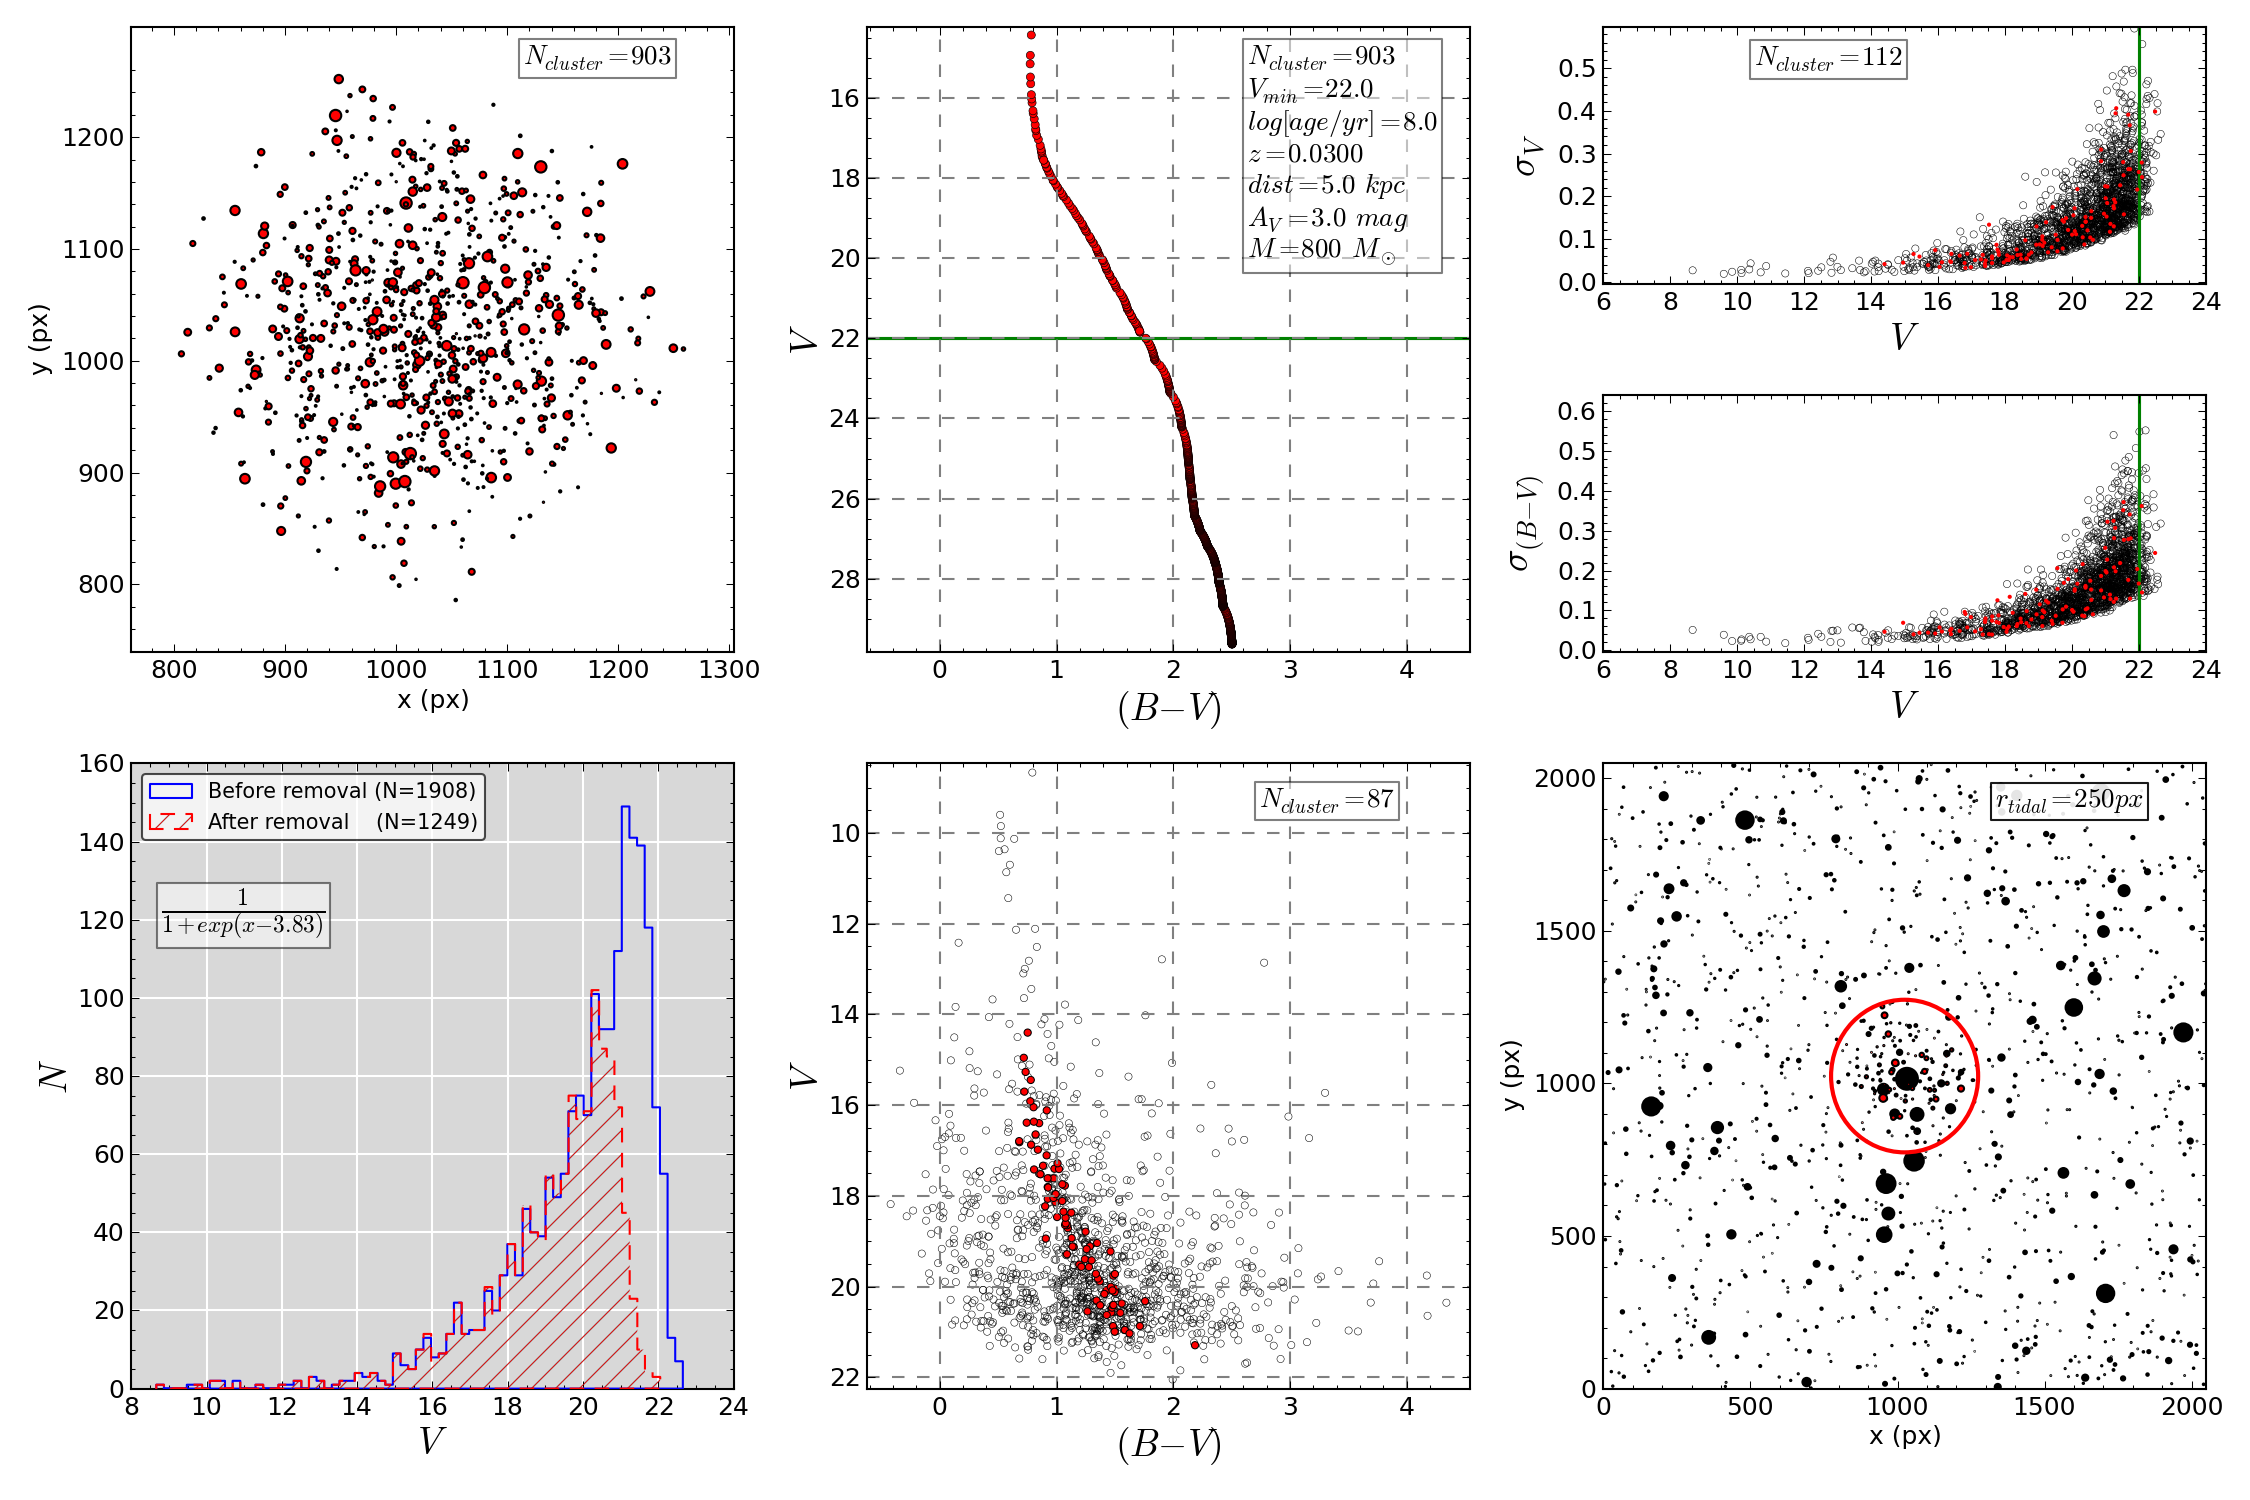 N_cluster=903
1200
1100
1000
900
800
y (px)
800 900 1000 1100 1200 1300
x (px)
N_cluster=903
V_min=22.0
log[age/yr]=8.0
z=0.0300
dist=5.0 kpc
A_V=3.0 mag
M=800 M_⊙
16
18
20
22
24
26
28
V
0 1 2 3 4
(B−V)
N_cluster=112
0.5
0.4
0.3
0.2
0.1
0.0
σ_V
6 8 10 12 14 16 18 20 22 24
V
0.6
0.5
0.4
0.3
0.2
0.1
0.0
σ_(B−V)
6 8 10 12 14 16 18 20 22 24
V
Before removal (N=1908)
After removal (N=1249)
1
1+exp(x−3.83)
160
140
120
100
80
60
40
20
0
N
8 10 12 14 16 18 20 22 24
V
N_cluster=87
10
12
14
16
18
20
22
V
0 1 2 3 4
(B−V)
r_tidal=250px
2000
1500
1000
500
0
y (px)
0 500 1000 1500 2000
x (px)